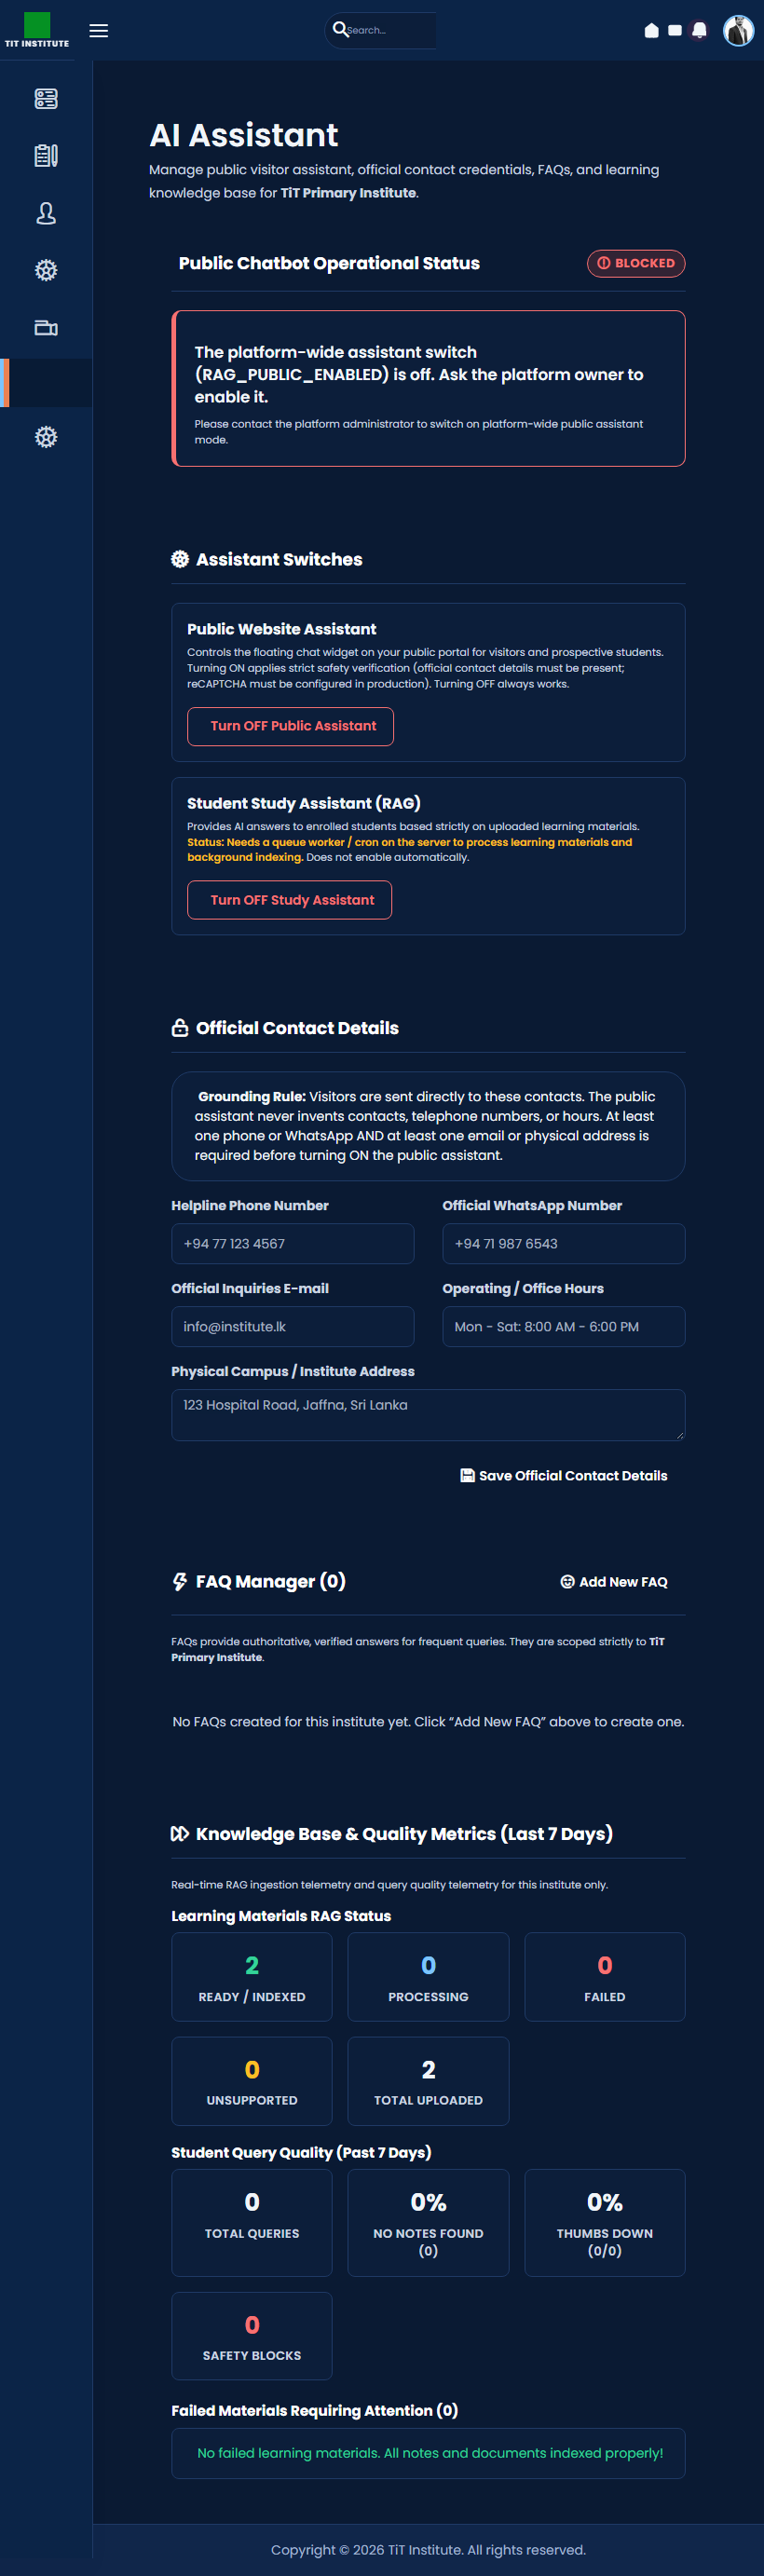 TIT INSTITUTE
Search...
AI Assistant
Manage public visitor assistant, official contact credentials, FAQs, and learning
knowledge base for TiT Primary Institute.
Public Chatbot Operational Status
BLOCKED
The platform-wide assistant switch
(RAG_PUBLIC_ENABLED) is off. Ask the platform owner to
enable it.
Please contact the platform administrator to switch on platform-wide public assistant
mode.
Assistant Switches
Public Website Assistant
Controls the floating chat widget on your public portal for visitors and prospective students.
Turning ON applies strict safety verification (official contact details must be present;
reCAPTCHA must be configured in production). Turning OFF always works.
Turn OFF Public Assistant
Student Study Assistant (RAG)
Provides AI answers to enrolled students based strictly on uploaded learning materials.
Status: Needs a queue worker / cron on the server to process learning materials and
background indexing. Does not enable automatically.
Turn OFF Study Assistant
Official Contact Details
Grounding Rule: Visitors are sent directly to these contacts. The public
assistant never invents contacts, telephone numbers, or hours. At least
one phone or WhatsApp AND at least one email or physical address is
required before turning ON the public assistant.
Helpline Phone Number
Official WhatsApp Number
+94 77 123 4567
+94 71 987 6543
Official Inquiries E-mail
Operating / Office Hours
info@institute.lk
Mon - Sat: 8:00 AM - 6:00 PM
Physical Campus / Institute Address
123 Hospital Road, Jaffna, Sri Lanka
Save Official Contact Details
FAQ Manager (0)
Add New FAQ
FAQs provide authoritative, verified answers for frequent queries. They are scoped strictly to TiT
Primary Institute.
No FAQs created for this institute yet. Click “Add New FAQ” above to create one.
Knowledge Base & Quality Metrics (Last 7 Days)
Real-time RAG ingestion telemetry and query quality telemetry for this institute only.
Learning Materials RAG Status
2
READY / INDEXED
0
PROCESSING
0
FAILED
0
UNSUPPORTED
2
TOTAL UPLOADED
Student Query Quality (Past 7 Days)
0
TOTAL QUERIES
0%
NO NOTES FOUND
(0)
0%
THUMBS DOWN
(0/0)
0
SAFETY BLOCKS
Failed Materials Requiring Attention (0)
No failed learning materials. All notes and documents indexed properly!
Copyright © 2026 TiT Institute. All rights reserved.